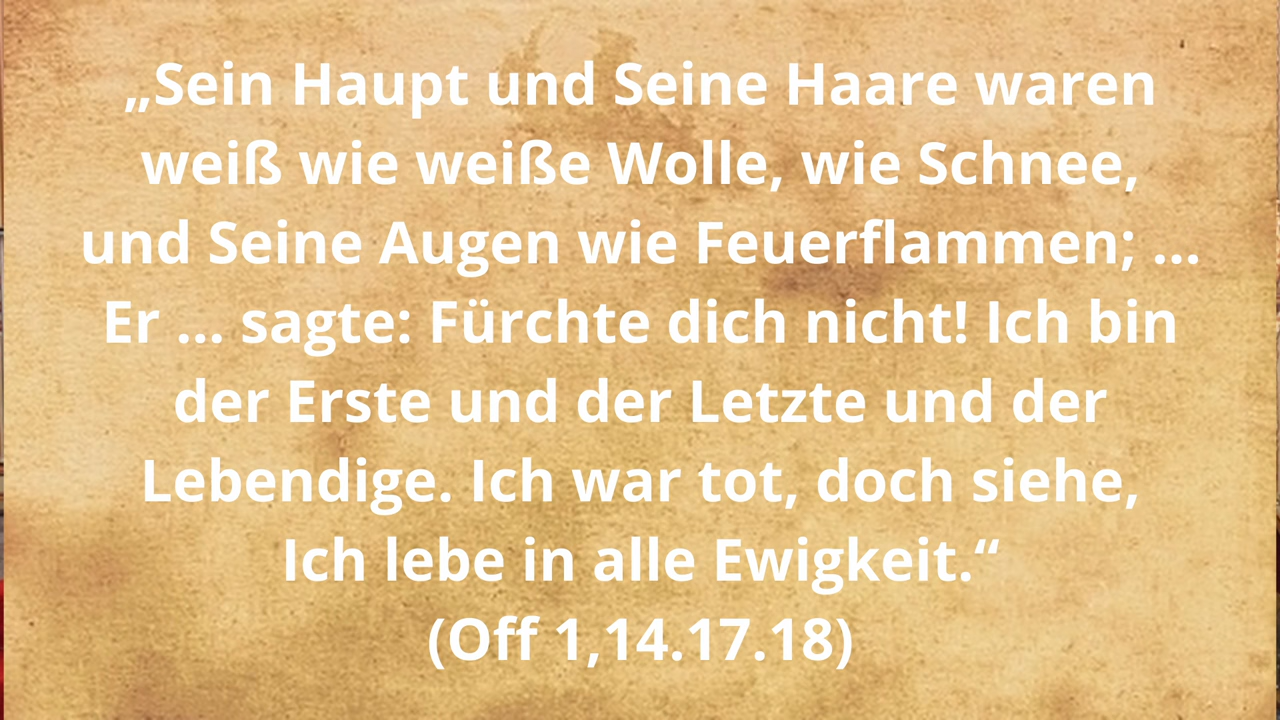 „Sein Haupt und Seine Haare waren
weiß wie weiße Wolle, wie Schnee,
und Seine Augen wie Feuerflammen; ...
Er ... sagte: Fürchte dich nicht! Ich bin
der Erste und der Letzte und der
Lebendige. Ich war tot, doch siehe,
Ich lebe in alle Ewigkeit.“
(Off 1,14.17.18)